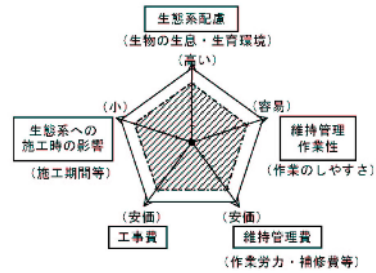 生態系配慮
(生物の生息・生育環境)
(高い)
(小)
(容易)
生態系への
施工時の影響
(施工期間等)
維持管理
作業性
(作業のしやすさ)
(安価)
(安価)
工事費
維持管理費
(作業労力・補修費等)